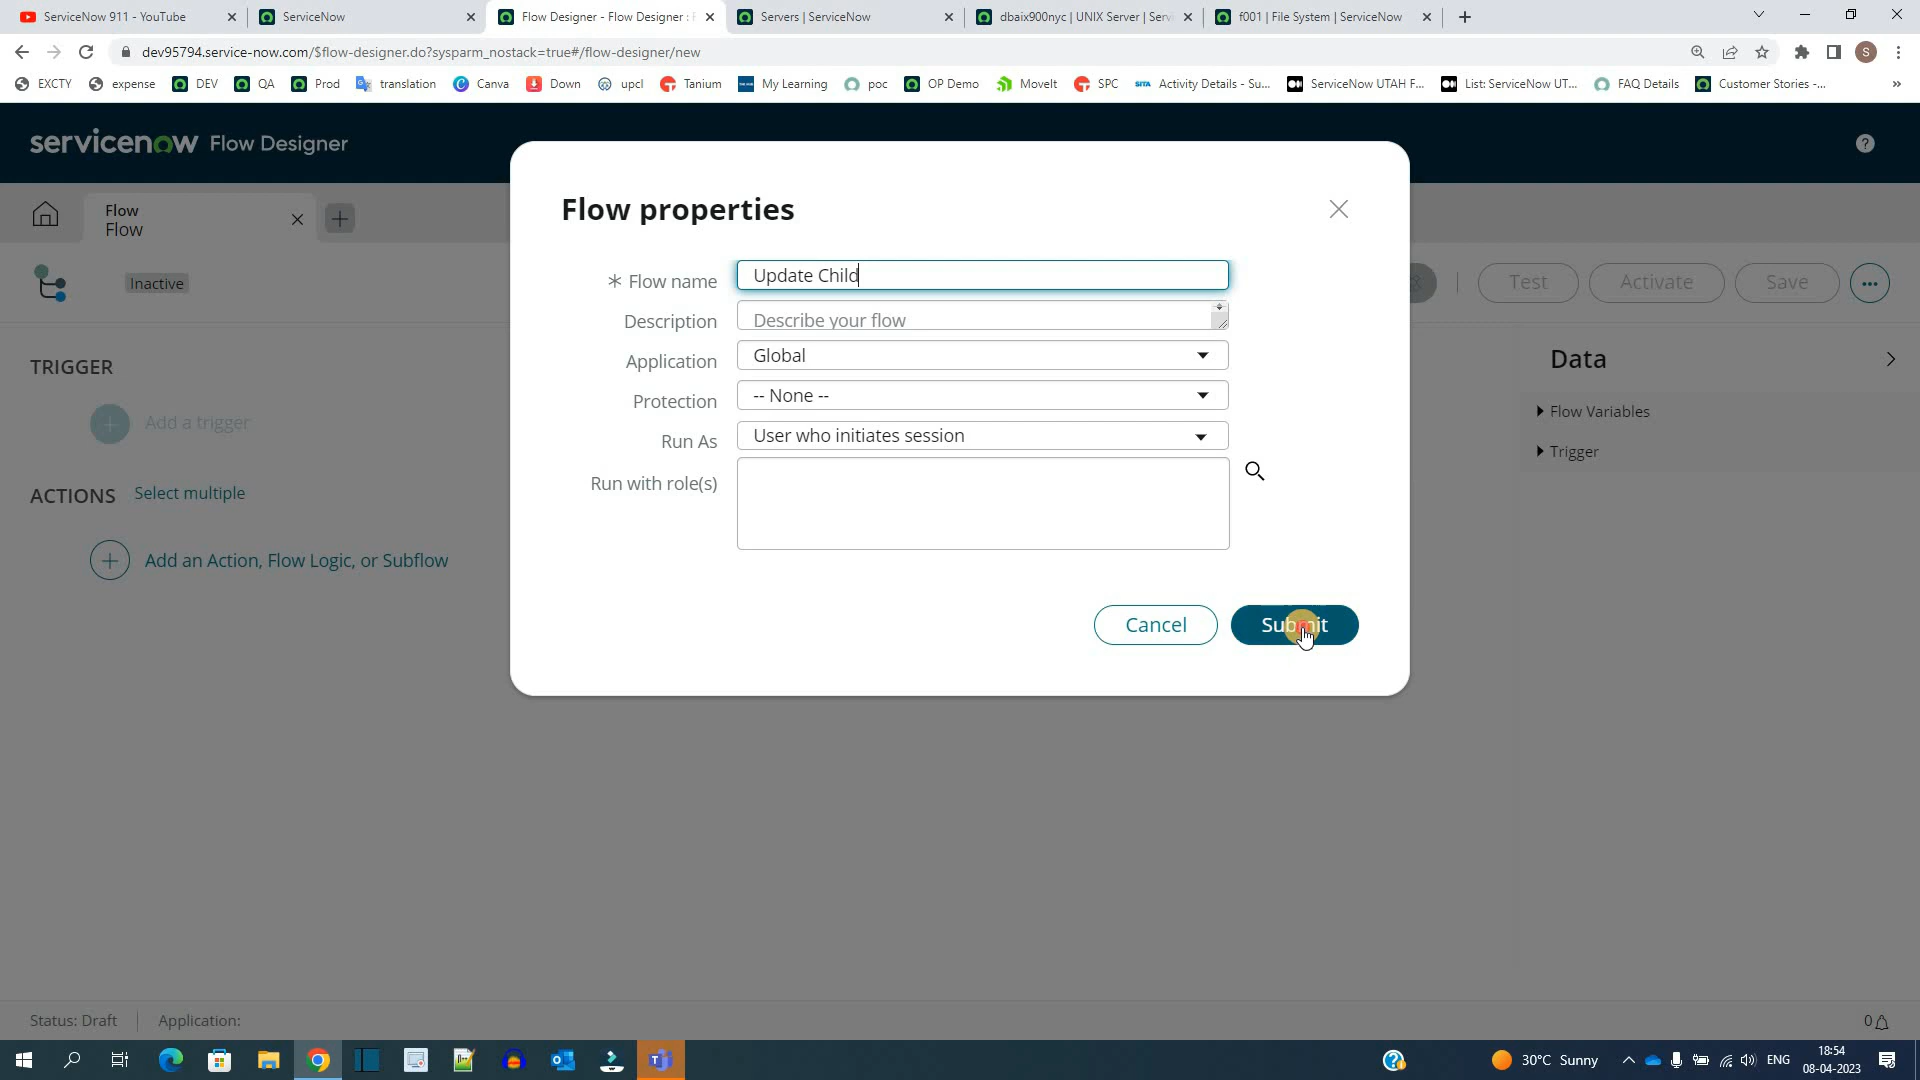 ServiceNow 911 - YouTube
ServiceNow
Flow Designer - Flow Designer :
Servers | ServiceNow
dbaix900nyc | UNIX Server | Serv
f001 | File System | ServiceNow
dev95794.service-now.com/$flow-designer.do?sysparm_nostack=true#/flow-designer/new
S
EXCTY
expense
DEV
QA
Prod
translation
Canva
Down
upcl
Tanium
My Learning
poc
OP Demo
MoveIt
SPC
SITA
Activity Details - Su...
ServiceNow UTAH F...
List: ServiceNow UT...
FAQ Details
Customer Stories -...
»
servicenow Flow Designer
?
Flow
Flow
Inactive
Test
Activate
Save
...
Flow properties
* Flow name
Update Child
Description
Describe your flow
Application
Global
Protection
-- None --
Run As
User who initiates session
Run with role(s)
Cancel
Submit
TRIGGER
Add a trigger
ACTIONS
Select multiple
Add an Action, Flow Logic, or Subflow
Data
Flow Variables
Trigger
Status: Draft
Application:
0
30°C Sunny
ENG
18:54
08-04-2023